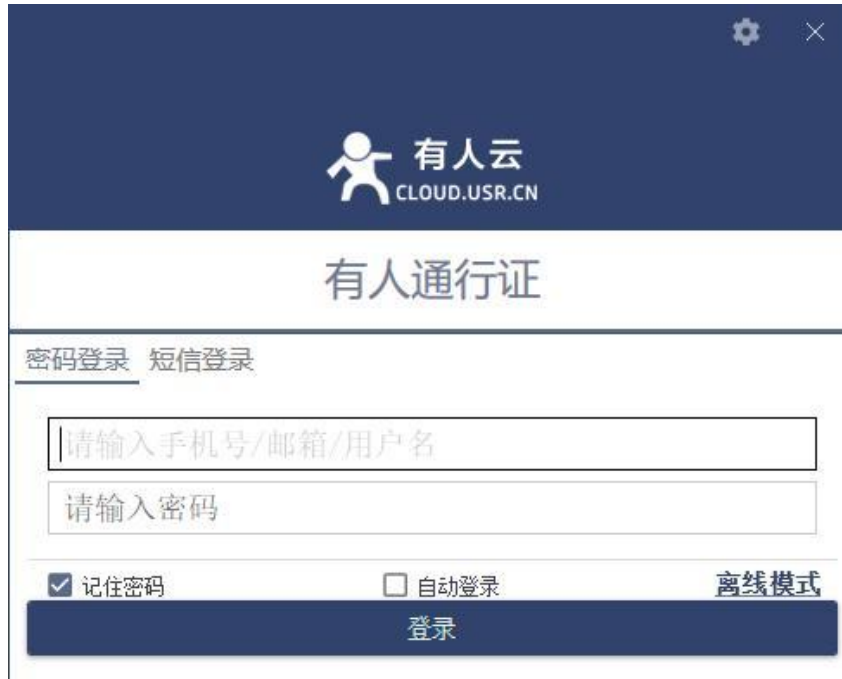 有人云
CLOUD.USR.CN
有人通行证
密码登录 短信登录
请输入手机号/邮箱/用户名
请输入密码
记住密码 自动登录 离线模式
登录